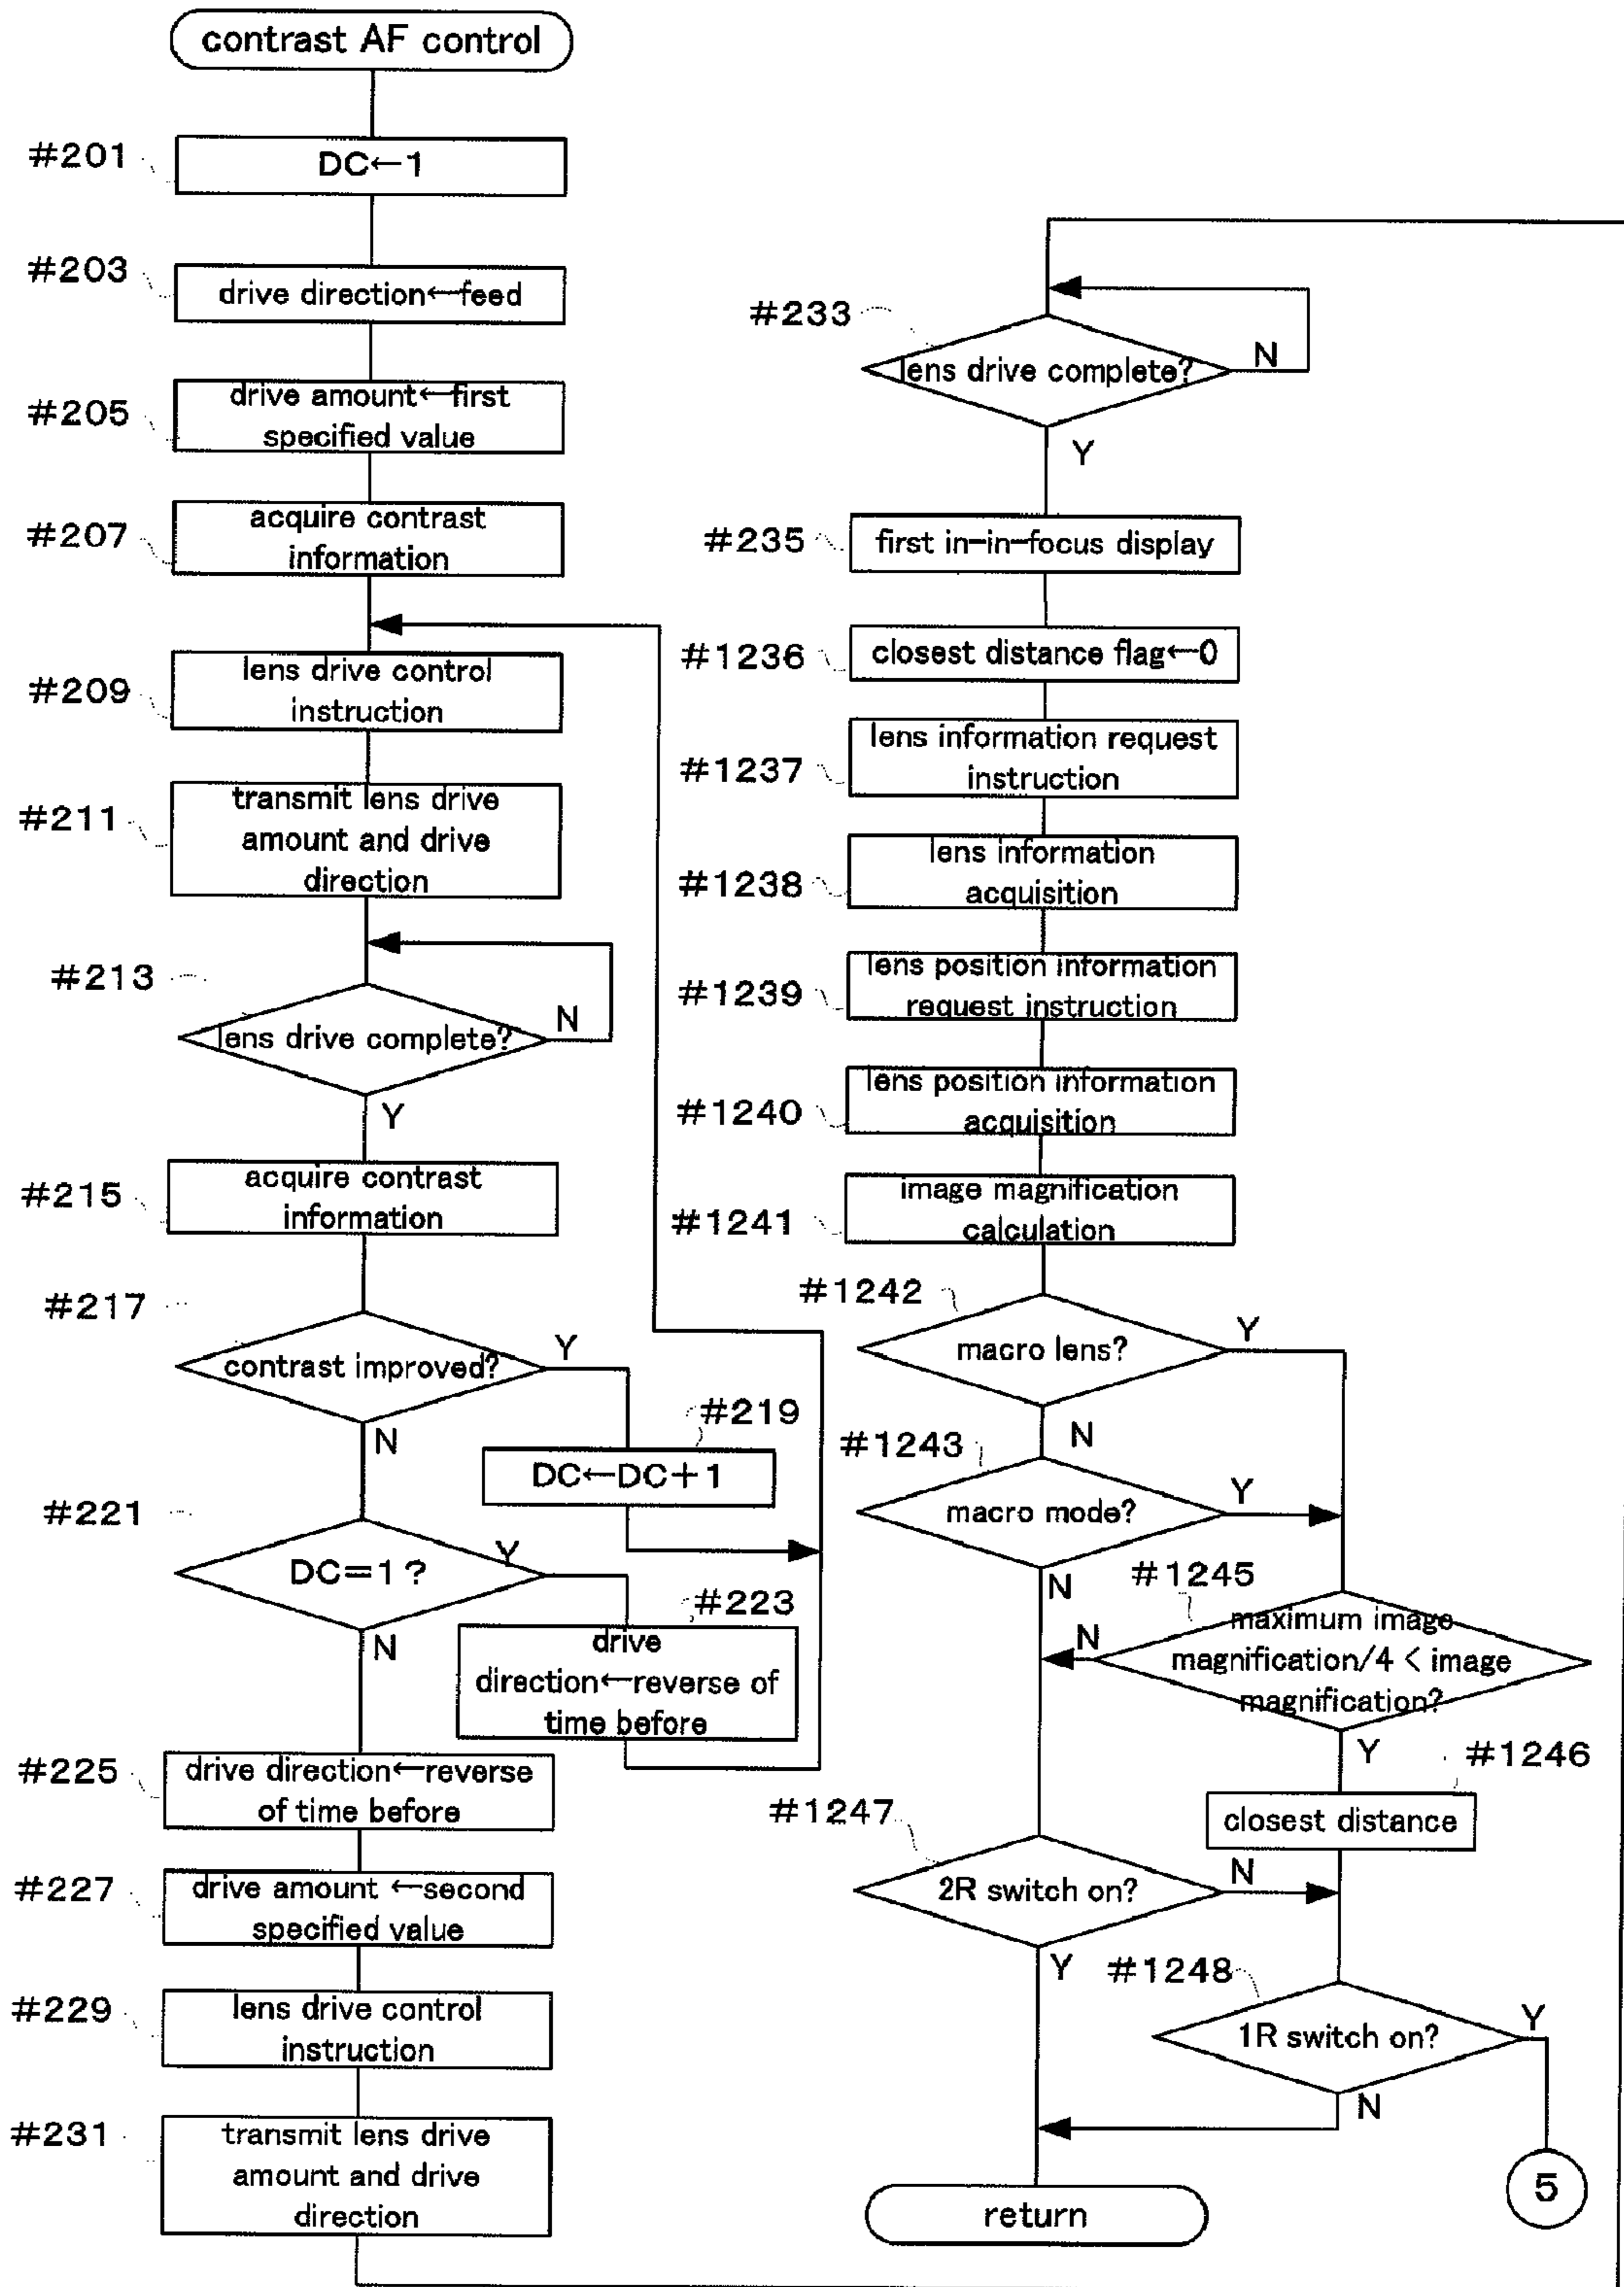 contrast AF control
#201
DC←1
#203
drive direction←feed
#205
drive amount←first
specified value
#207
acquire contrast
information
#209
lens drive control
instruction
#211
transmit lens drive
amount and drive
direction
#213
lens drive complete?
N
Y
#215
acquire contrast
information
#217
contrast improved?
Y
N
#219
DC←DC+1
#221
DC=1?
Y
N
#223
drive
direction←reverse of
time before
#225
drive direction←reverse
of time before
#227
drive amount ←second
specified value
#229
lens drive control
instruction
#231
transmit lens drive
amount and drive
direction
#233
lens drive complete?
N
Y
#235
first in-in-focus display
#1236
closest distance flag←0
#1237
lens information request
instruction
#1238
lens information
acquisition
#1239
lens position information
request instruction
#1240
lens position information
acquisition
#1241
image magnification
calculation
#1242
macro lens?
Y
N
#1243
macro mode?
Y
N
#1245
maximum image
magnification/4 < image
magnification?
N
Y
#1246
closest distance
#1247
2R switch on?
N
Y
#1248
1R switch on?
Y
N
5
return